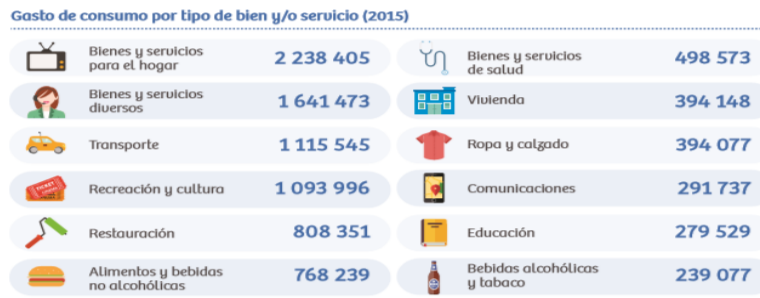 Gasto de consumo por tipo de bien y/o servicio (2015)
Bienes y servicios
para el hogar
2 238 405
Bienes y servicios
diversos
1 641 473
Transporte
1 115 545
TICKET
Recreación y cultura
1 093 996
Restauración
808 351
Alimentos y bebidas
no alcohólicas
768 239
Bienes y servicios
de salud
498 573
Vivienda
394 148
Ropa y calzado
394 077
Comunicaciones
291 737
Educación
279 529
Bebidas alcohólicas
y tabaco
239 077